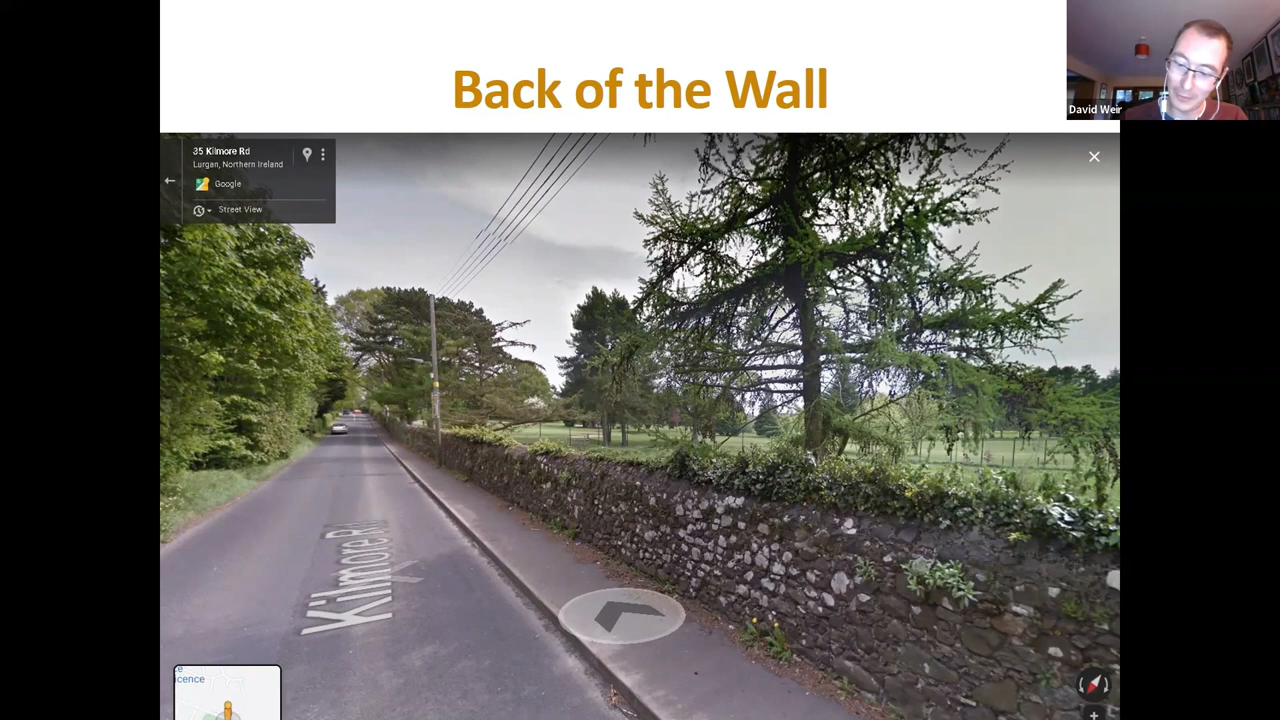 Back of the Wall
David Weir
35 Kilmore Rd
Lurgan, Northern Ireland
Google
Street View
Kilmore Rd
icence